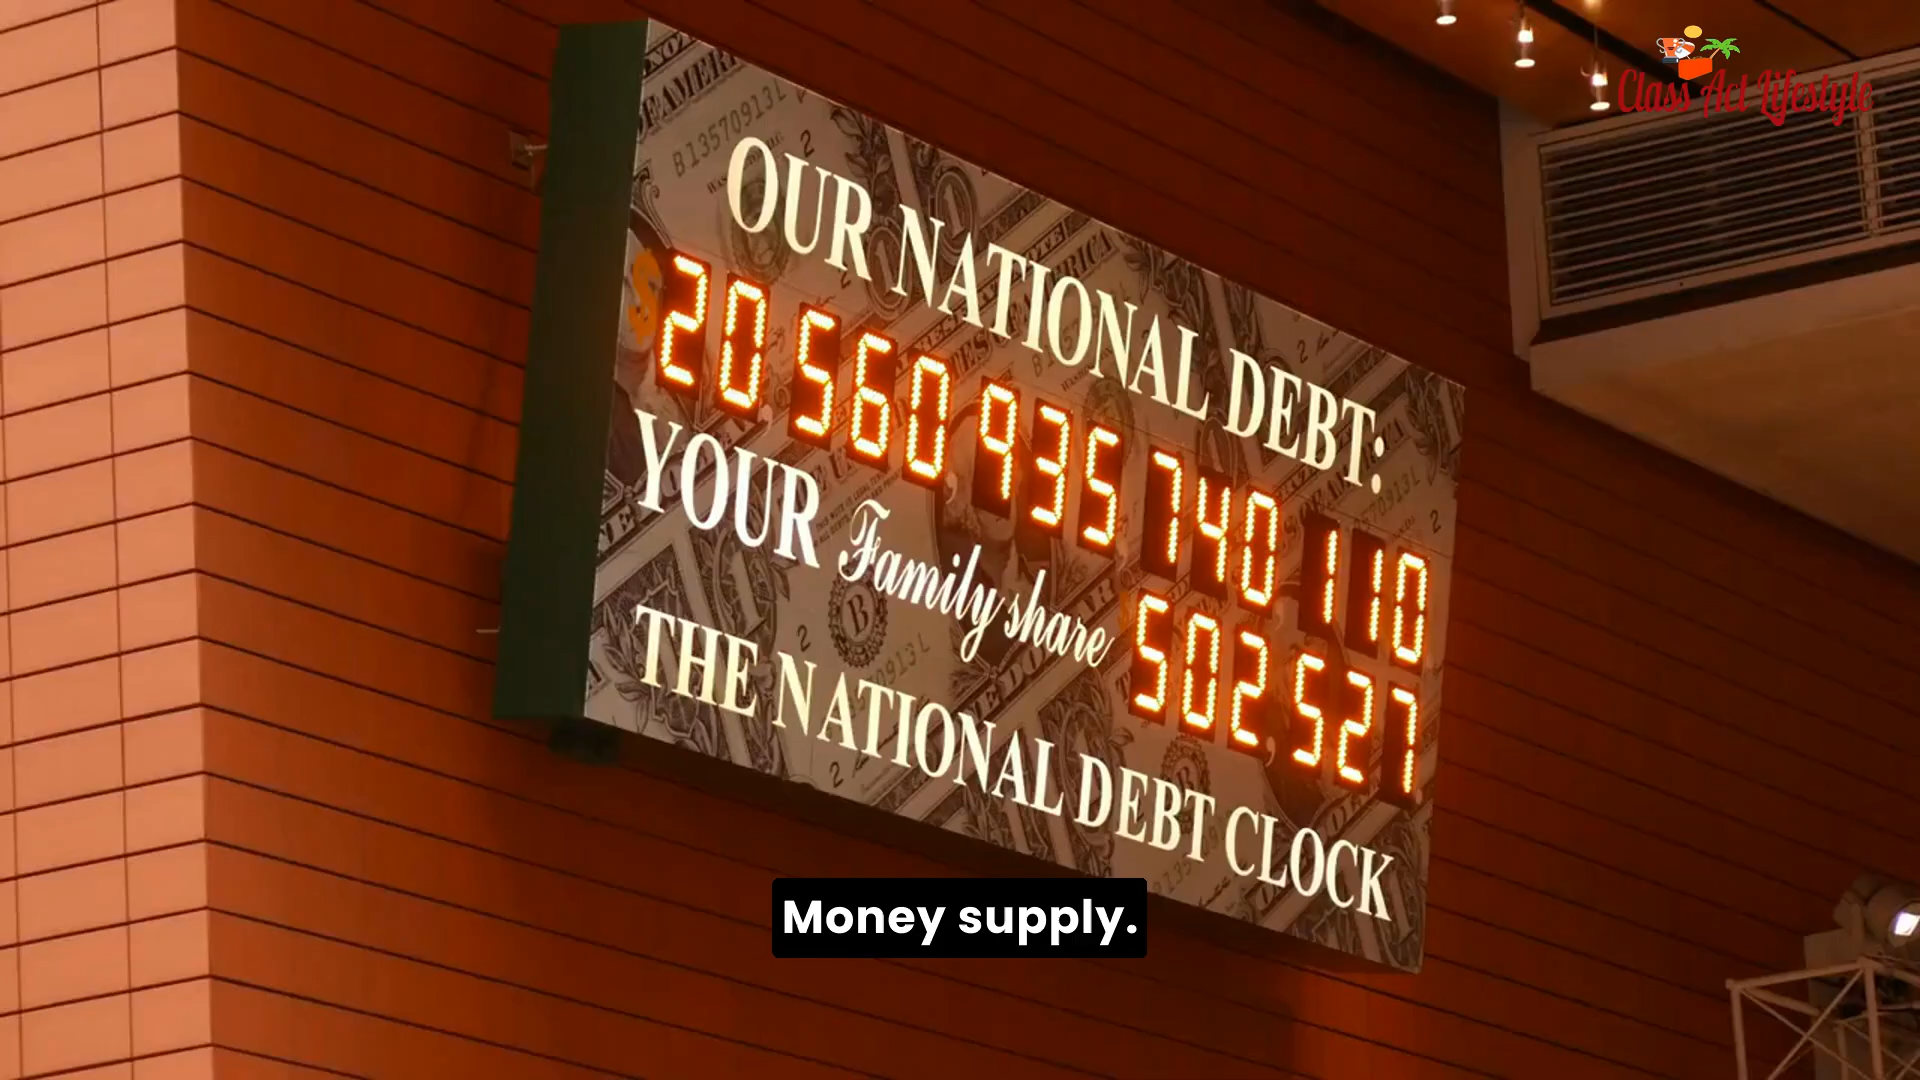 Class Act Lifestyle
OUR NATIONAL DEBT:
$20,560,935,740,110
YOUR Family share 502,527
THE NATIONAL DEBT CLOCK
Money supply.
B13570913L